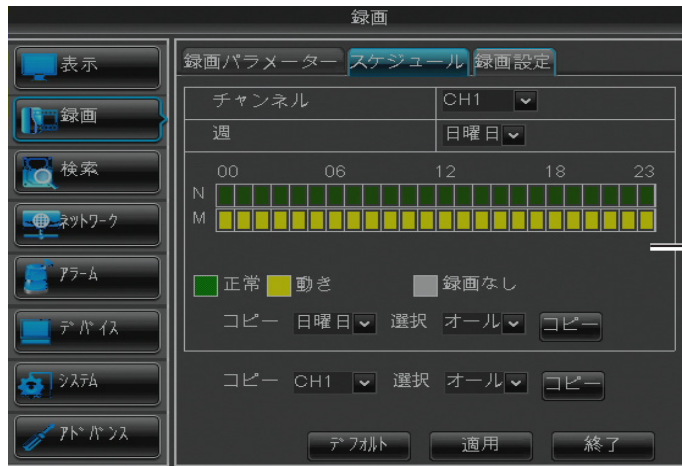 録画
表示
録画
検索
ネットワーク
アラーム
デバイス
システム
アドバンス
録画パラメーター スケジュール 録画設定
チャンネル CH1
週 日曜日
00 06 12 18 23
N
M
正常 動き 録画なし
コピー 日曜日 選択 オール コピー
コピー CH1 選択 オール コピー
デフォルト 適用 終了